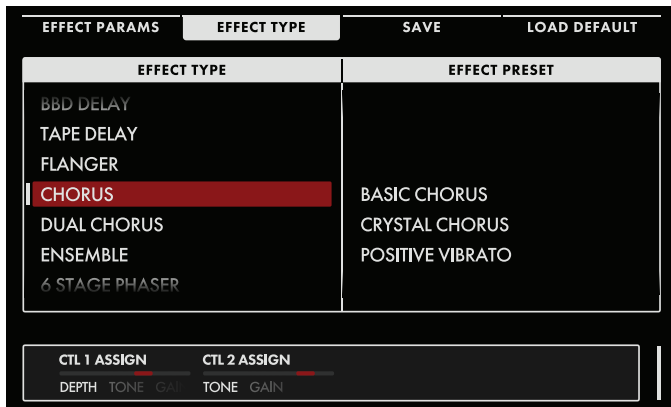 EFFECT PARAMS EFFECT TYPE SAVE LOAD DEFAULT
EFFECT TYPE EFFECT PRESET
BBD DELAY
TAPE DELAY
FLANGER
CHORUS BASIC CHORUS
DUAL CHORUS CRYSTAL CHORUS
ENSEMBLE POSITIVE VIBRATO
6 STAGE PHASER
CTL 1 ASSIGN CTL 2 ASSIGN
DEPTH TONE GAIN TONE GAIN